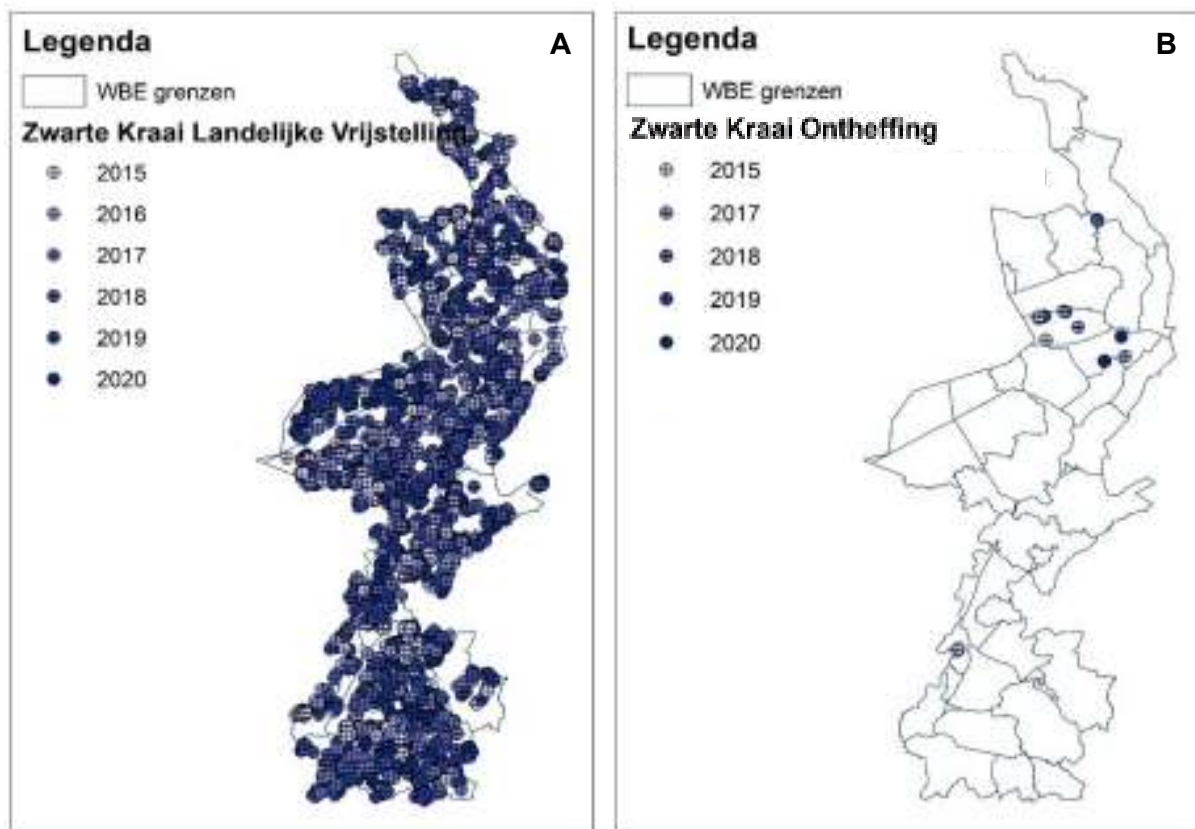 Legenda
A
WBE grenzen
Zwarte Kraai Landelijke Vrijstelling
2015
2016
2017
2018
2019
2020
Legenda
B
WBE grenzen
Zwarte Kraai Ontheffing
2015
2017
2018
2019
2020